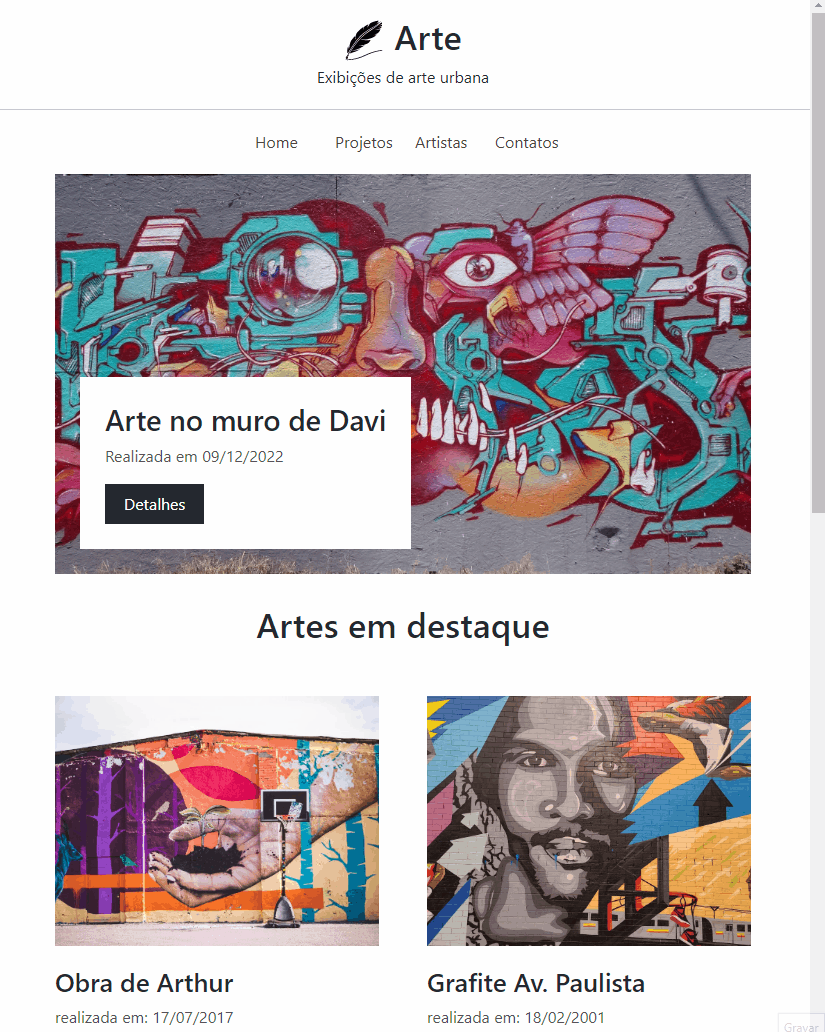 Arte
Exibições de arte urbana
Home Projetos Artistas Contatos
Arte no muro de Davi
Realizada em 09/12/2022
Detalhes
Artes em destaque
Obra de Arthur
realizada em: 17/07/2017
Grafite Av. Paulista
realizada em: 18/02/2001
Gravar